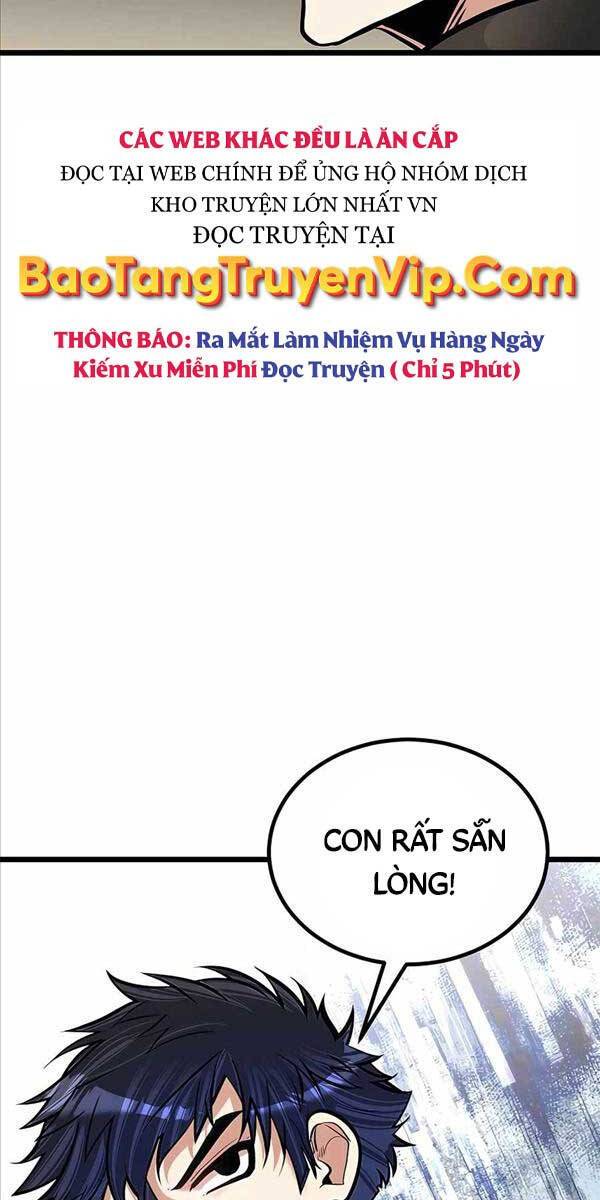 CÁC WEB KHÁC ĐỀU LÀ ĂN CẮP
ĐỌC TẠI WEB CHÍNH ĐỂ ỦNG HỘ NHÓM DỊCH
KHO TRUYỆN LỚN NHẤT VN
ĐỌC TRUYỆN TẠI
BaoTangTruyenVip.Com
THÔNG BÁO: Ra Mắt Làm Nhiệm Vụ Hàng Ngày
Kiếm Xu Miễn Phí Đọc Truyện ( Chỉ 5 Phút)
CON RẤT SẴN
LÒNG!